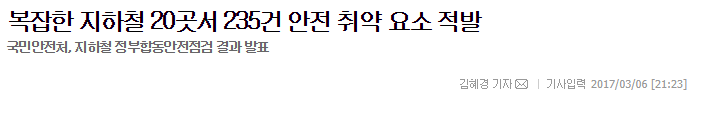 복잡한 지하철 20곳서 235건 안전 취약 요소 적발
국민안전처, 지하철 정부합동안전점검 결과 발표
김혜경 기자 | 기사입력 2017/03/06 [21:23]